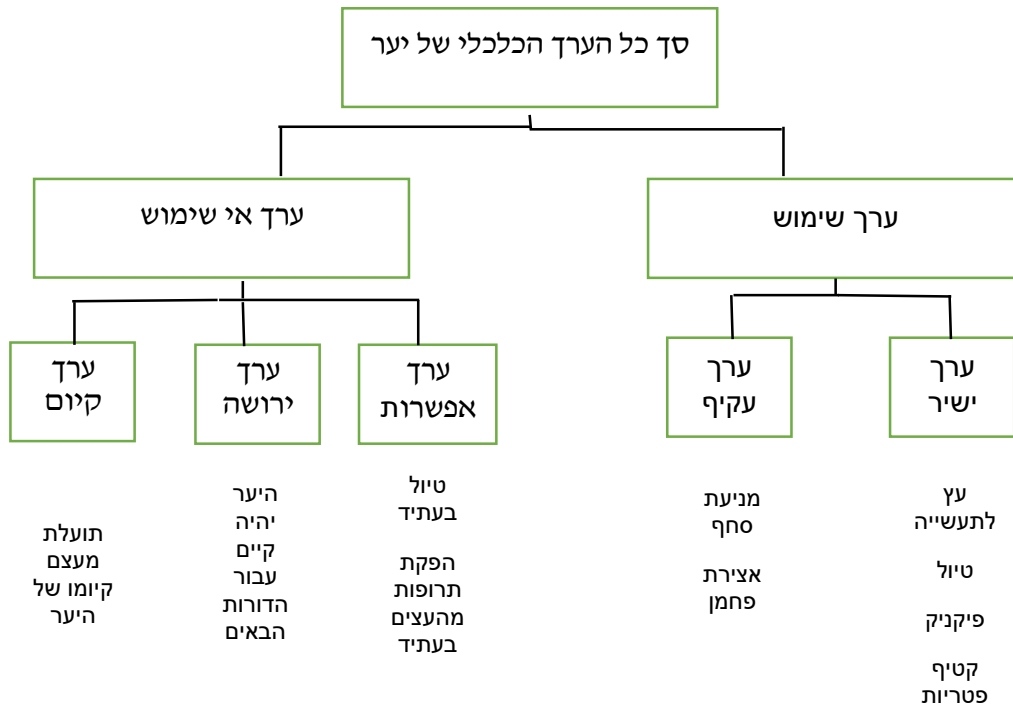 סך כל הערך הכלכלי של יער
ערך שימוש
ערך אי שימוש
ערך
ישיר
ערך
עקיף
ערך
אפשרות
ערך
ירושה
ערך
קיום
עץ
לתעשייה
טיול
פיקניק
קטיף
פטריות
מניעת
סחף
אצירת
פחמן
טיול
בעתיד
הפקת
תרופות
מהעצים
בעתיד
היער
יהיה
קיים
עבור
הדורות
הבאים
תועלת
מעצם
קיומו של
היער